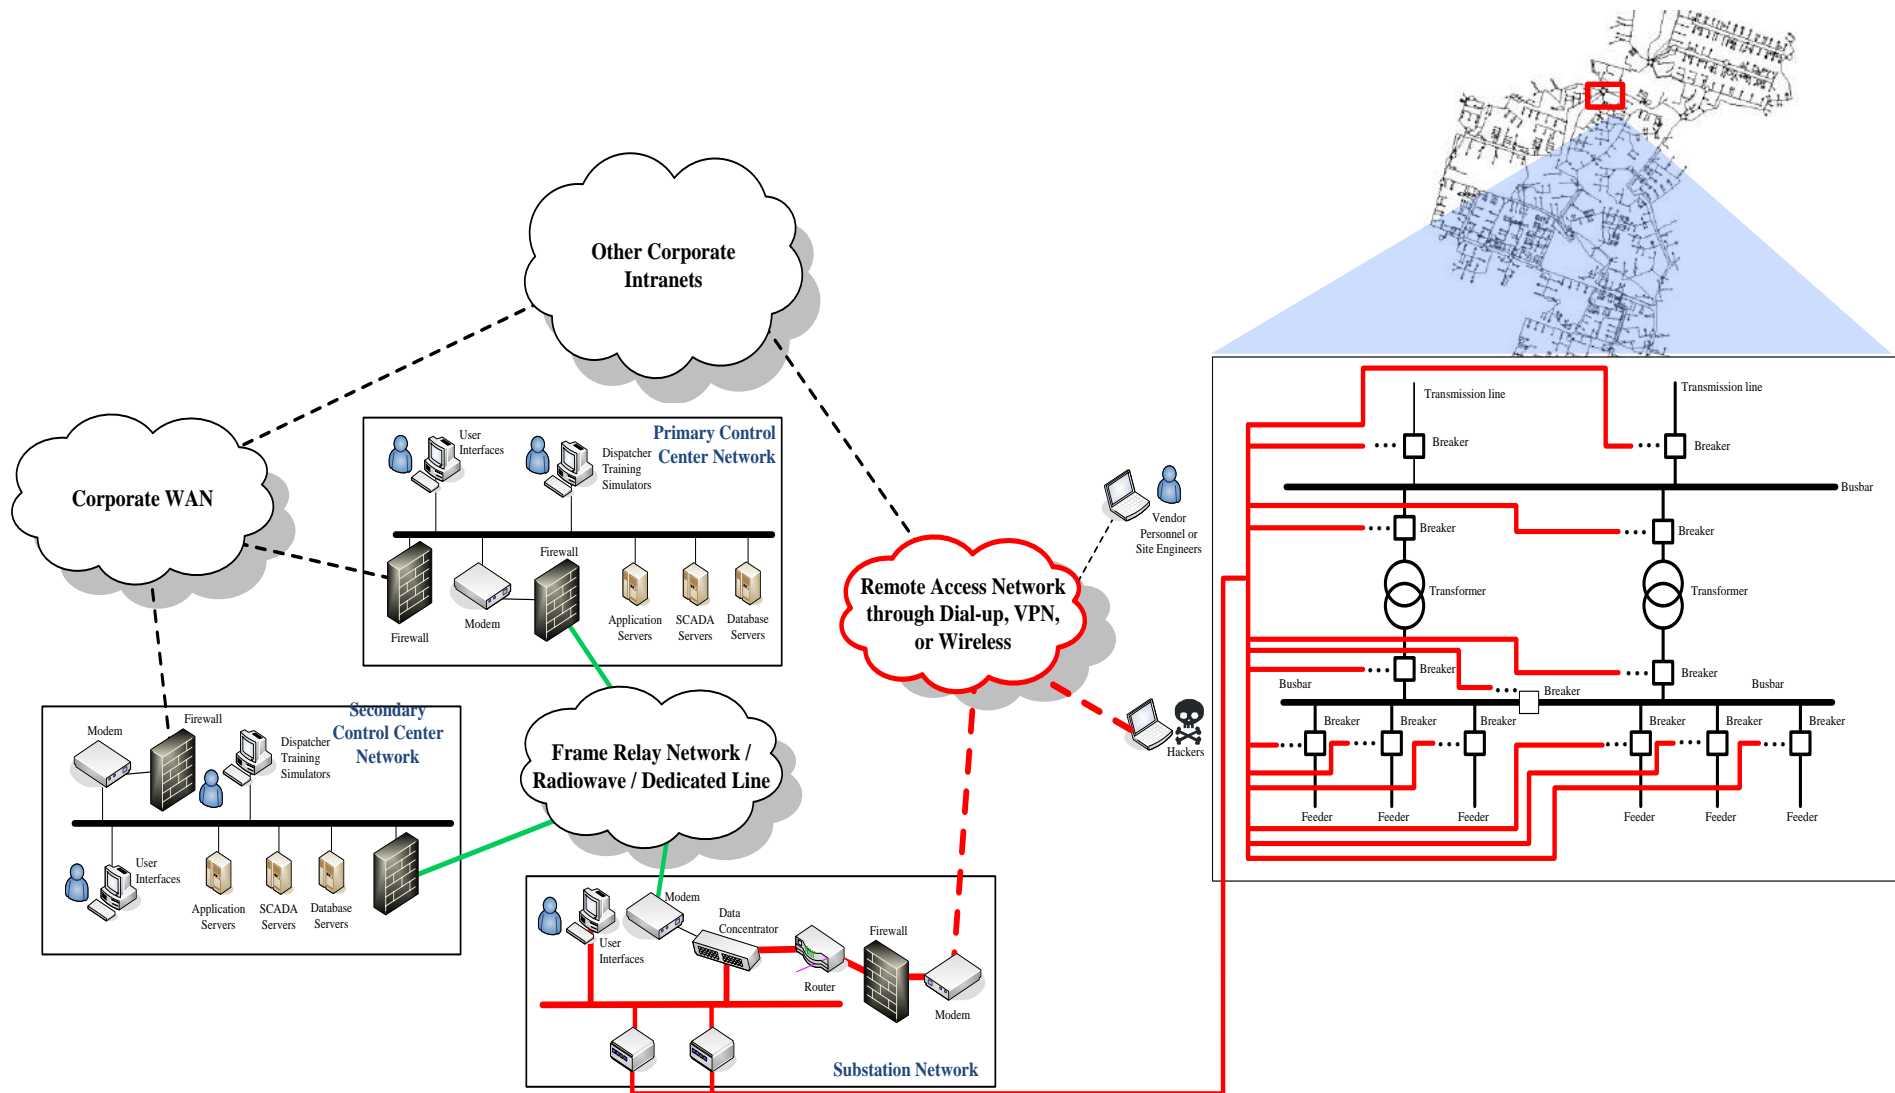 Other Corporate
Intranets
Corporate WAN
Primary Control
Center Network
User
Interfaces
Dispatcher
Training
Simulators
Firewall
Modem
Firewall
Application
Servers
SCADA
Servers
Database
Servers
Vendor
Personnel or
Site Engineers
Remote Access Network
through Dial-up, VPN,
or Wireless
Hackers
Secondary
Control Center
Network
Modem
Firewall
Dispatcher
Training
Simulators
User
Interfaces
Application
Servers
SCADA
Servers
Database
Servers
Frame Relay Network /
Radiowave / Dedicated Line
Modem
Data
Concentrator
User
Interfaces
Router
Firewall
Modem
Substation Network
Transmission line
Transmission line
Breaker
Breaker
Busbar
Breaker
Breaker
Transformer
Transformer
Breaker
Breaker
Busbar
Breaker
Busbar
Breaker
Breaker
Breaker
Breaker
Breaker
Breaker
Feeder
Feeder
Feeder
Feeder
Feeder
Feeder